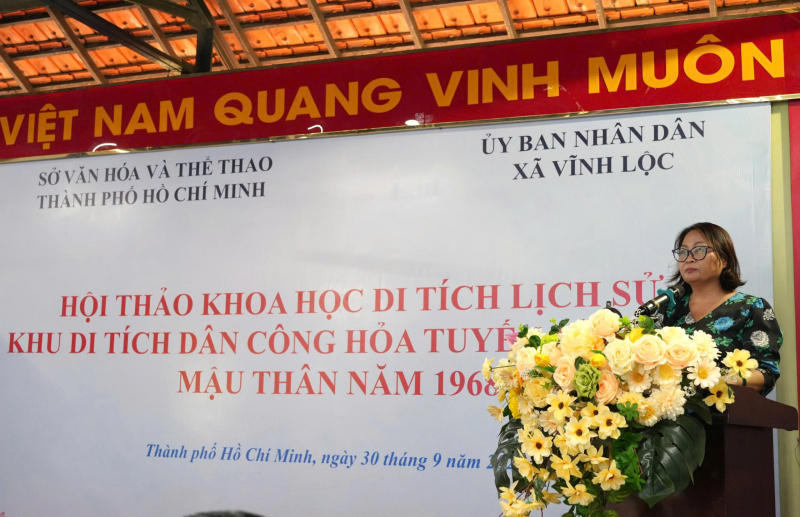 VIỆT NAM QUANG VINH MUÔN
SỞ VĂN HÓA VÀ THỂ THAO
THÀNH PHỐ HỒ CHÍ MINH
ỦY BAN NHÂN DÂN
XÃ VĨNH LỘC
HỘI THẢO KHOA HỌC DI TÍCH LỊCH SỬ
KHU DI TÍCH DÂN CÔNG HỎA TUYẾ
MẬU THÂN NĂM 1968
Thành phố Hồ Chí Minh, ngày 30 tháng 9 năm